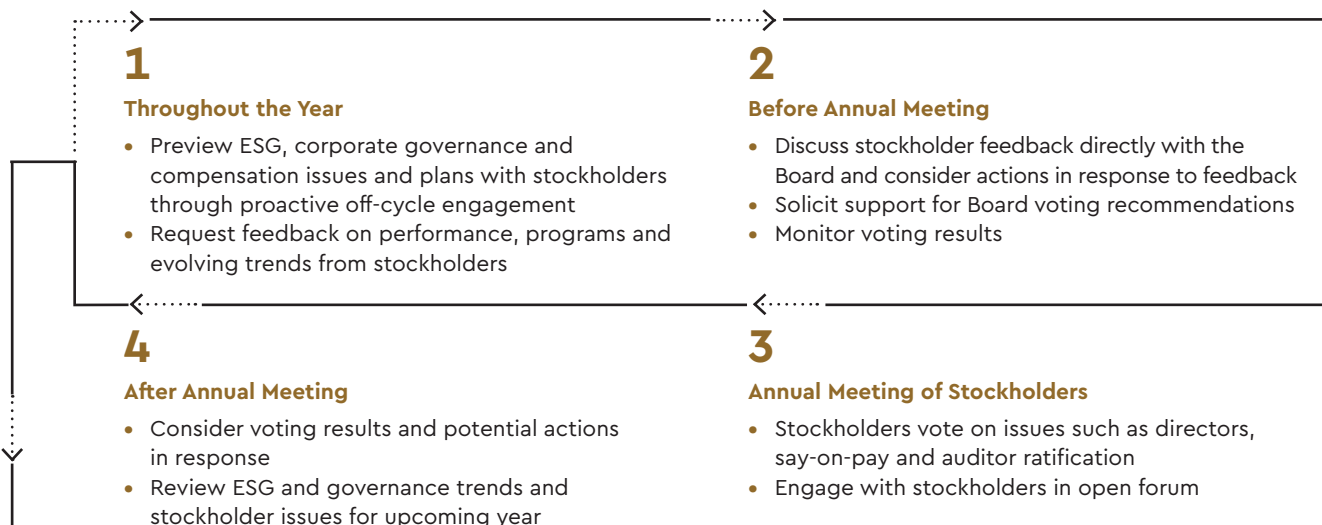 1
Throughout the Year
• Preview ESG, corporate governance and
compensation issues and plans with stockholders
through proactive off-cycle engagement
• Request feedback on performance, programs and
evolving trends from stockholders
2
Before Annual Meeting
• Discuss stockholder feedback directly with the
Board and consider actions in response to feedback
• Solicit support for Board voting recommendations
• Monitor voting results
3
Annual Meeting of Stockholders
• Stockholders vote on issues such as directors,
say-on-pay and auditor ratification
• Engage with stockholders in open forum
4
After Annual Meeting
• Consider voting results and potential actions
in response
• Review ESG and governance trends and
stockholder issues for upcoming year